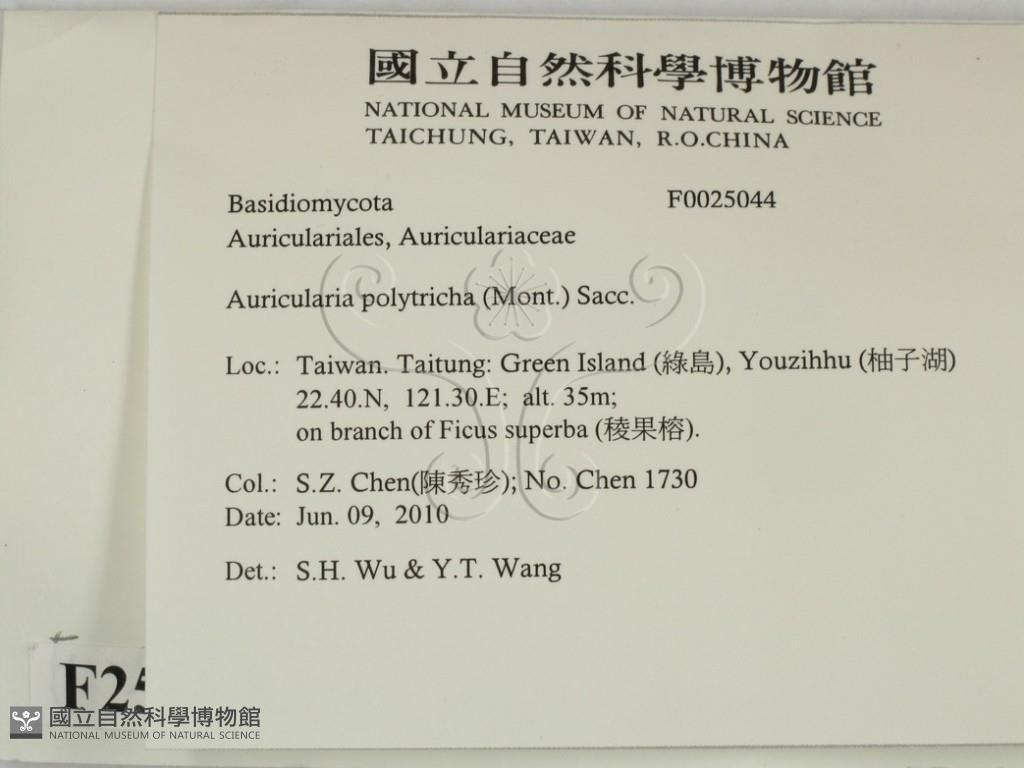 國立自然科學博物館
NATIONAL MUSEUM OF NATURAL SCIENCE
TAICHUNG, TAIWAN, R.O.CHINA
Basidiomycota F0025044
Auriculariales, Auriculariaceae
Auricularia polytricha (Mont.) Sacc.
Loc.: Taiwan. Taitung: Green Island (綠島), Youzihhu (柚子湖)
22.40.N, 121.30.E; alt. 35m;
on branch of Ficus superba (稜果榕).
Col.: S.Z. Chen(陳秀珍); No. Chen 1730
Date: Jun. 09, 2010
Det.: S.H. Wu & Y.T. Wang
F25
國立自然科學博物館
NATIONAL MUSEUM OF NATURAL SCIENCE